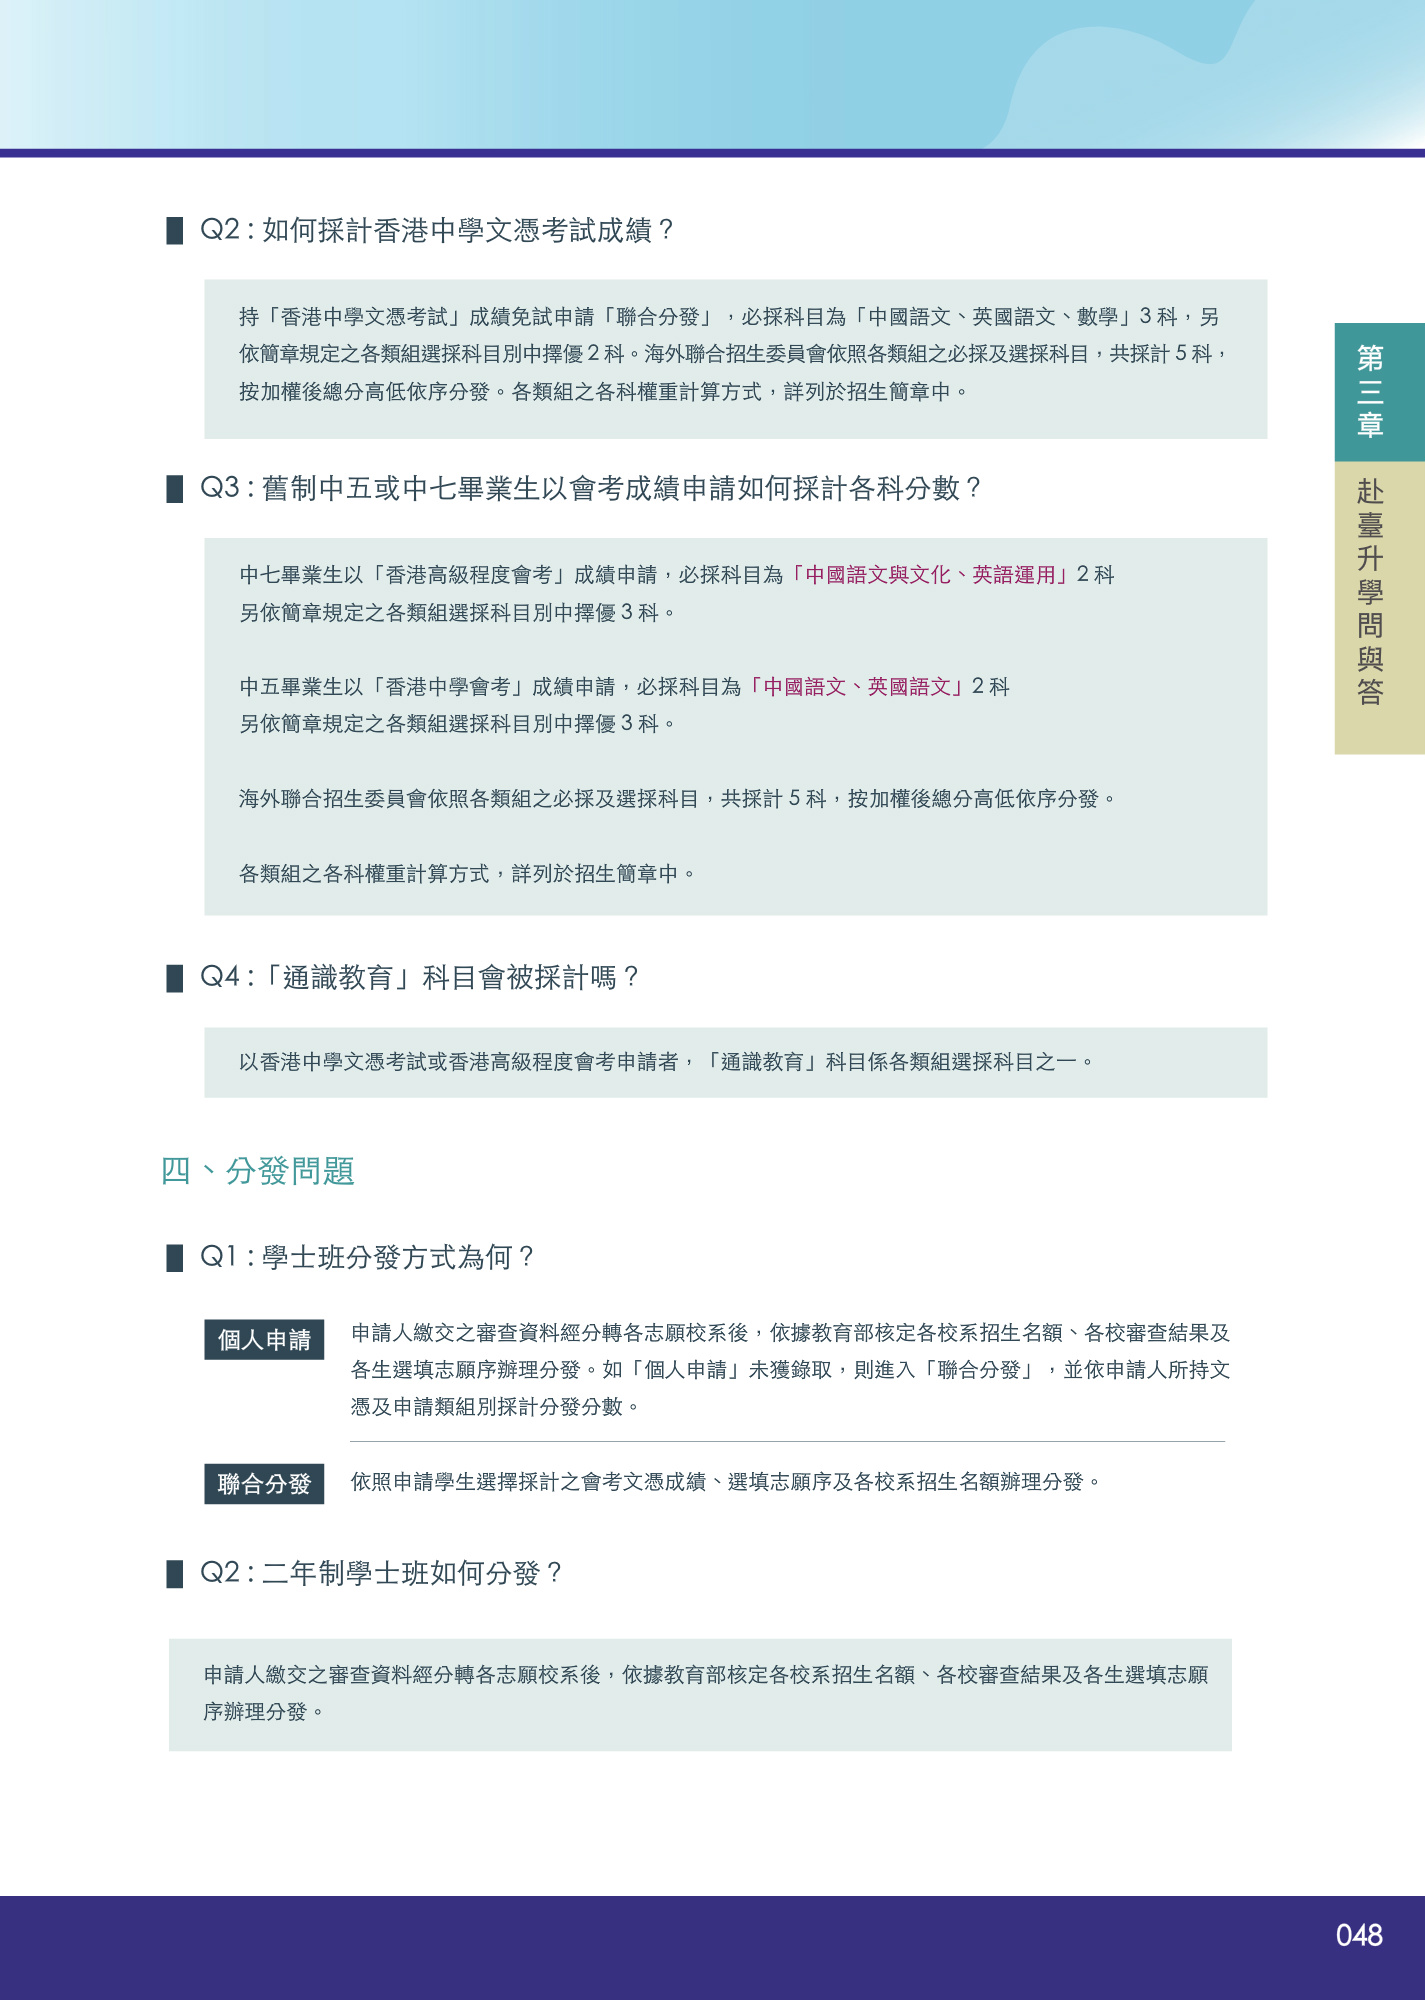 Q2 : 如何採計香港中學文憑考試成績？
持「香港中學文憑考試」成績免試申請「聯合分發」，必採科目為「中國語文、英國語文、數學」3 科，另
依簡章規定之各類組選採科目別中擇優 2 科。海外聯合招生委員會依照各類組之必採及選採科目，共採計 5 科，
按加權後總分高低依序分發。各類組之各科權重計算方式，詳列於招生簡章中。
Q3 : 舊制中五或中七畢業生以會考成績申請如何採計各科分數？
中七畢業生以「香港高級程度會考」成績申請，必採科目為「中國語文與文化、英語運用」2 科
另依簡章規定之各類組選採科目別中擇優 3 科。
中五畢業生以「香港中學會考」成績申請，必採科目為「中國語文、英國語文」2 科
另依簡章規定之各類組選採科目別中擇優 3 科。
海外聯合招生委員會依照各類組之必採及選採科目，共採計 5 科，按加權後總分高低依序分發。
各類組之各科權重計算方式，詳列於招生簡章中。
Q4 :「通識教育」科目會被採計嗎？
以香港中學文憑考試或香港高級程度會考申請者，「通識教育」科目係各類組選採科目之一。
四、分發問題
Q1 : 學士班分發方式為何？
個人申請
申請人繳交之審查資料經分轉各志願校系後，依據教育部核定各校系招生名額、各校審查結果及
各生選填志願序辦理分發。如「個人申請」未獲錄取，則進入「聯合分發」，並依申請人所持文
憑及申請類組別採計分發分數。
聯合分發
依照申請學生選擇採計之會考文憑成績、選填志願序及各校系招生名額辦理分發。
Q2 : 二年制學士班如何分發？
申請人繳交之審查資料經分轉各志願校系後，依據教育部核定各校系招生名額、各校審查結果及各生選填志願
序辦理分發。
第三章
赴臺升學問與答
048